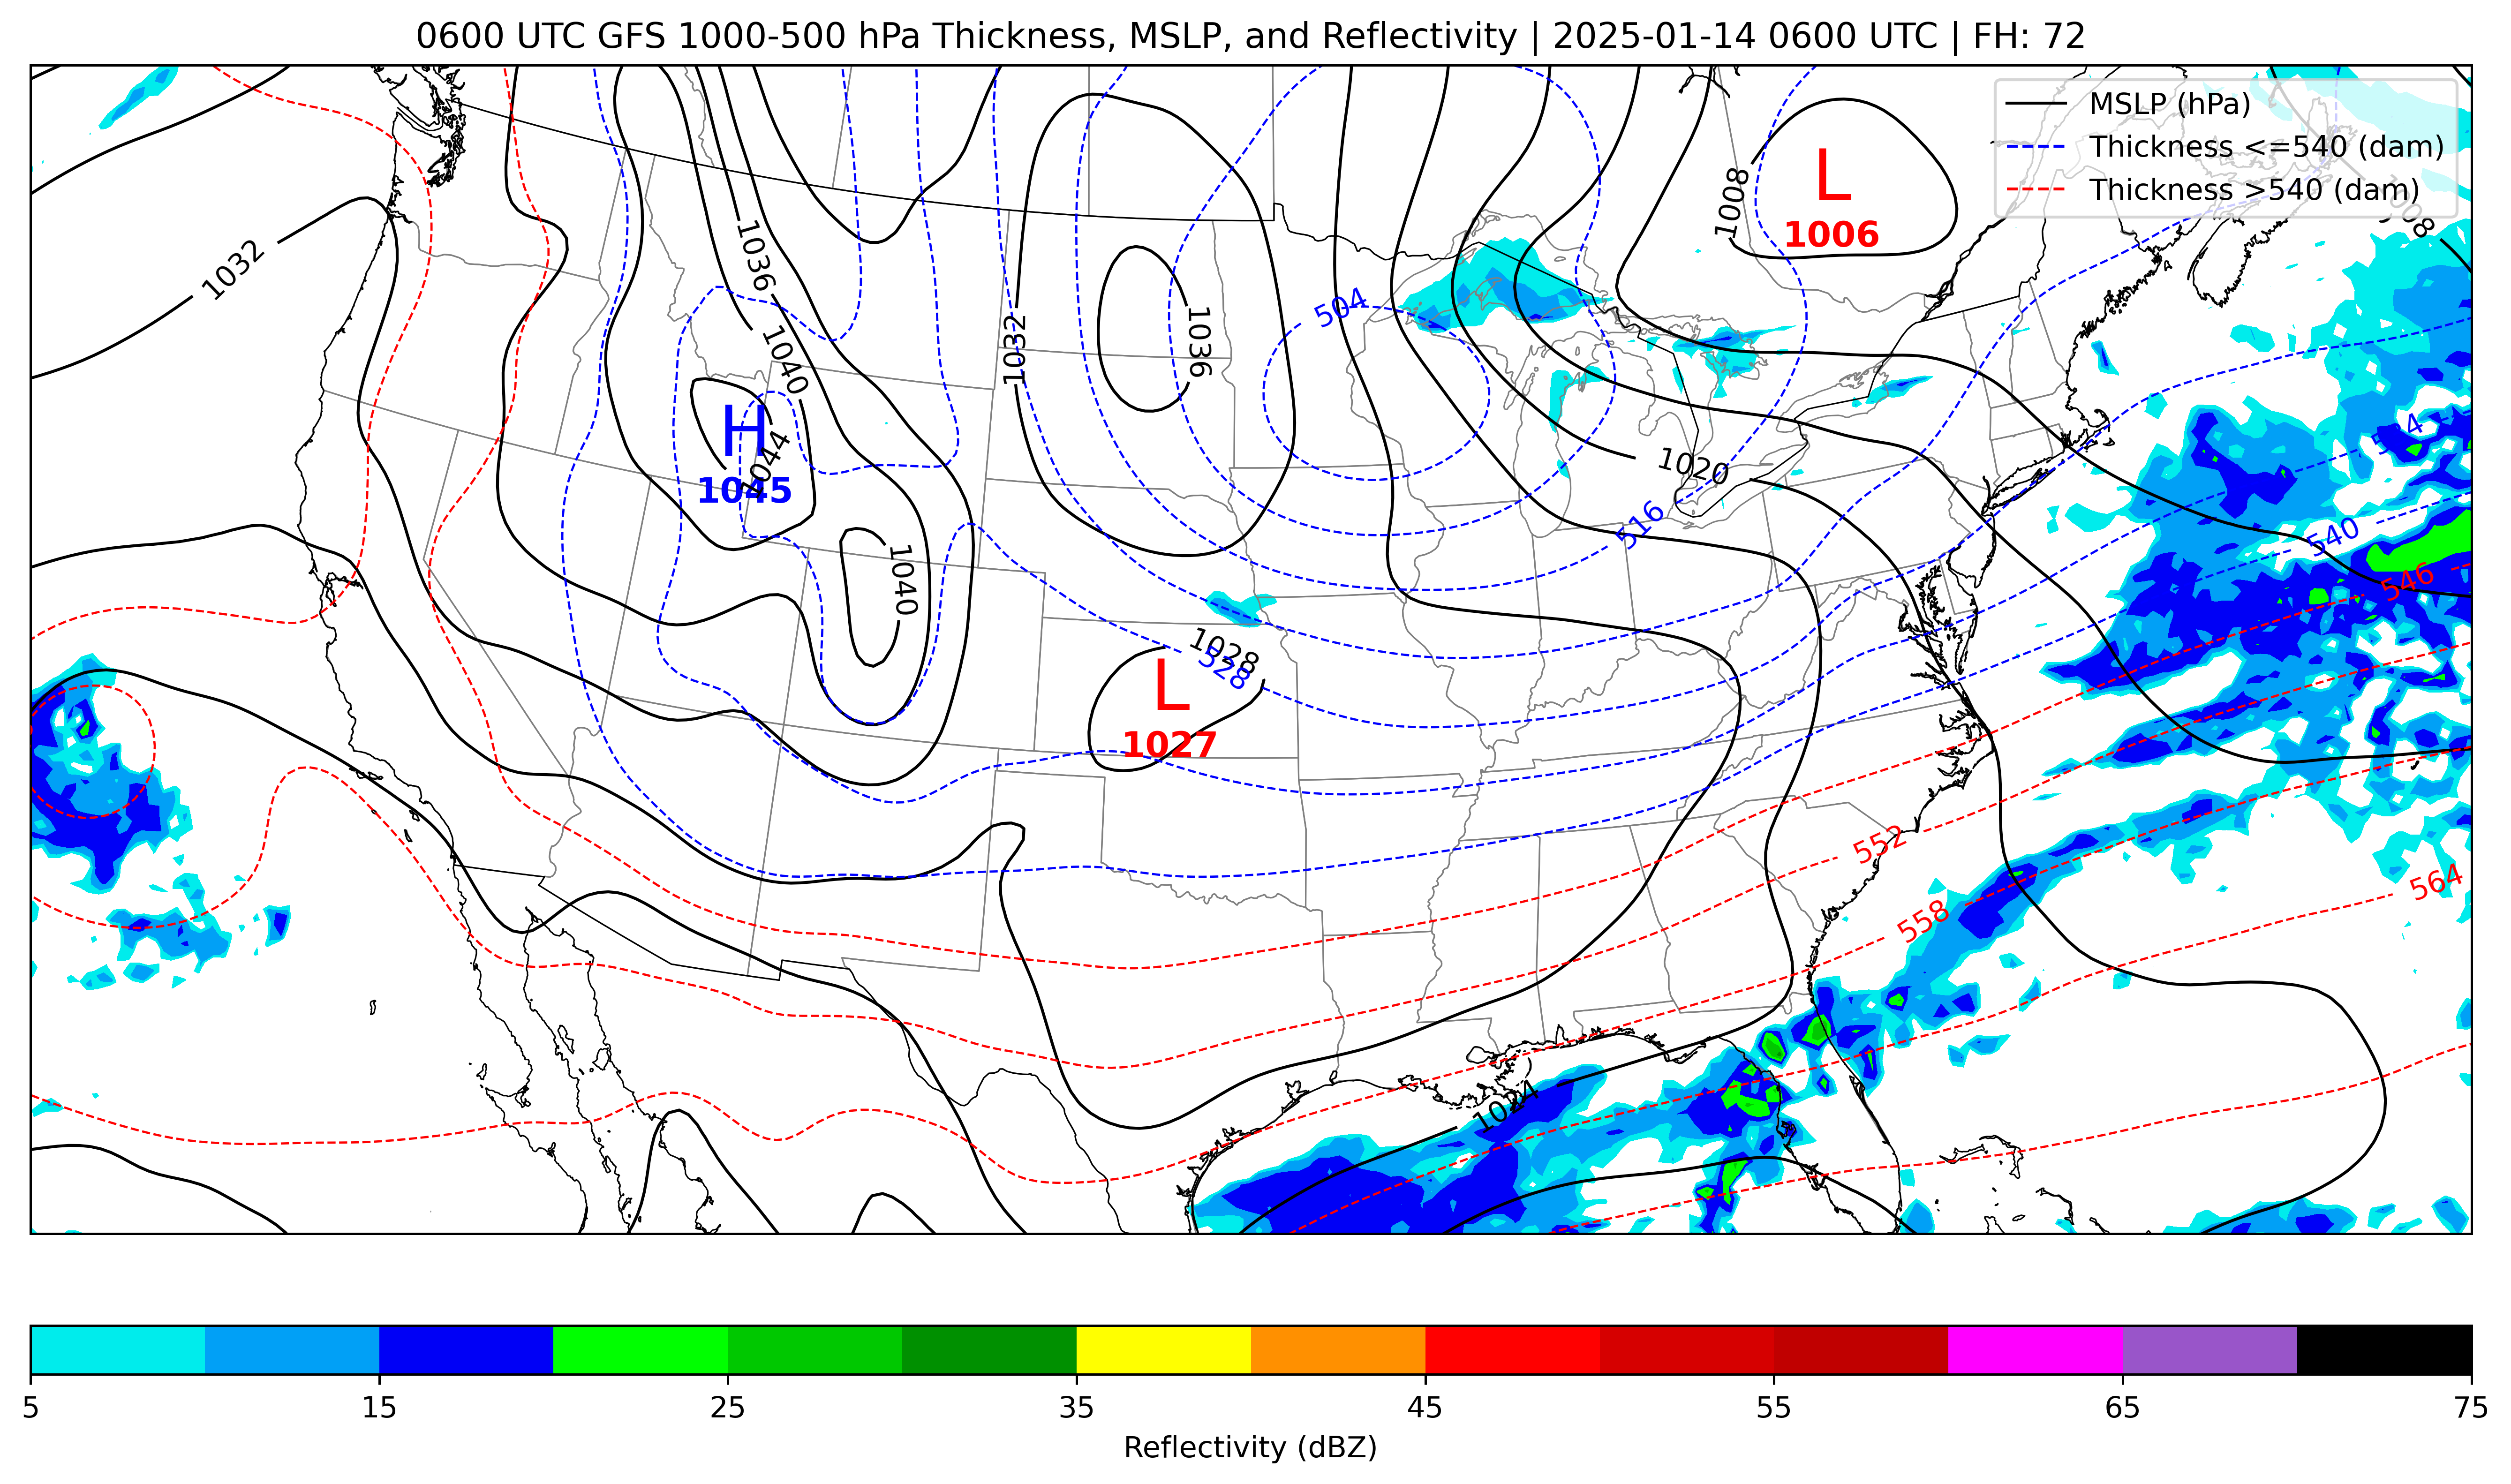 0600 UTC GFS 1000-500 hPa Thickness, MSLP, and Reflectivity | 2025-01-14 0600 UTC | FH: 72
MSLP (hPa)
Thickness <=540 (dam)
Thickness >540 (dam)
L
1006
1008
1032
1036
1040
H
1044
1045
1032
1036
504
1020
516
1040
1028
528
L
1027
534
540
546
552
558
564
1024
5 15 25 35 45 55 65 75
Reflectivity (dBZ)